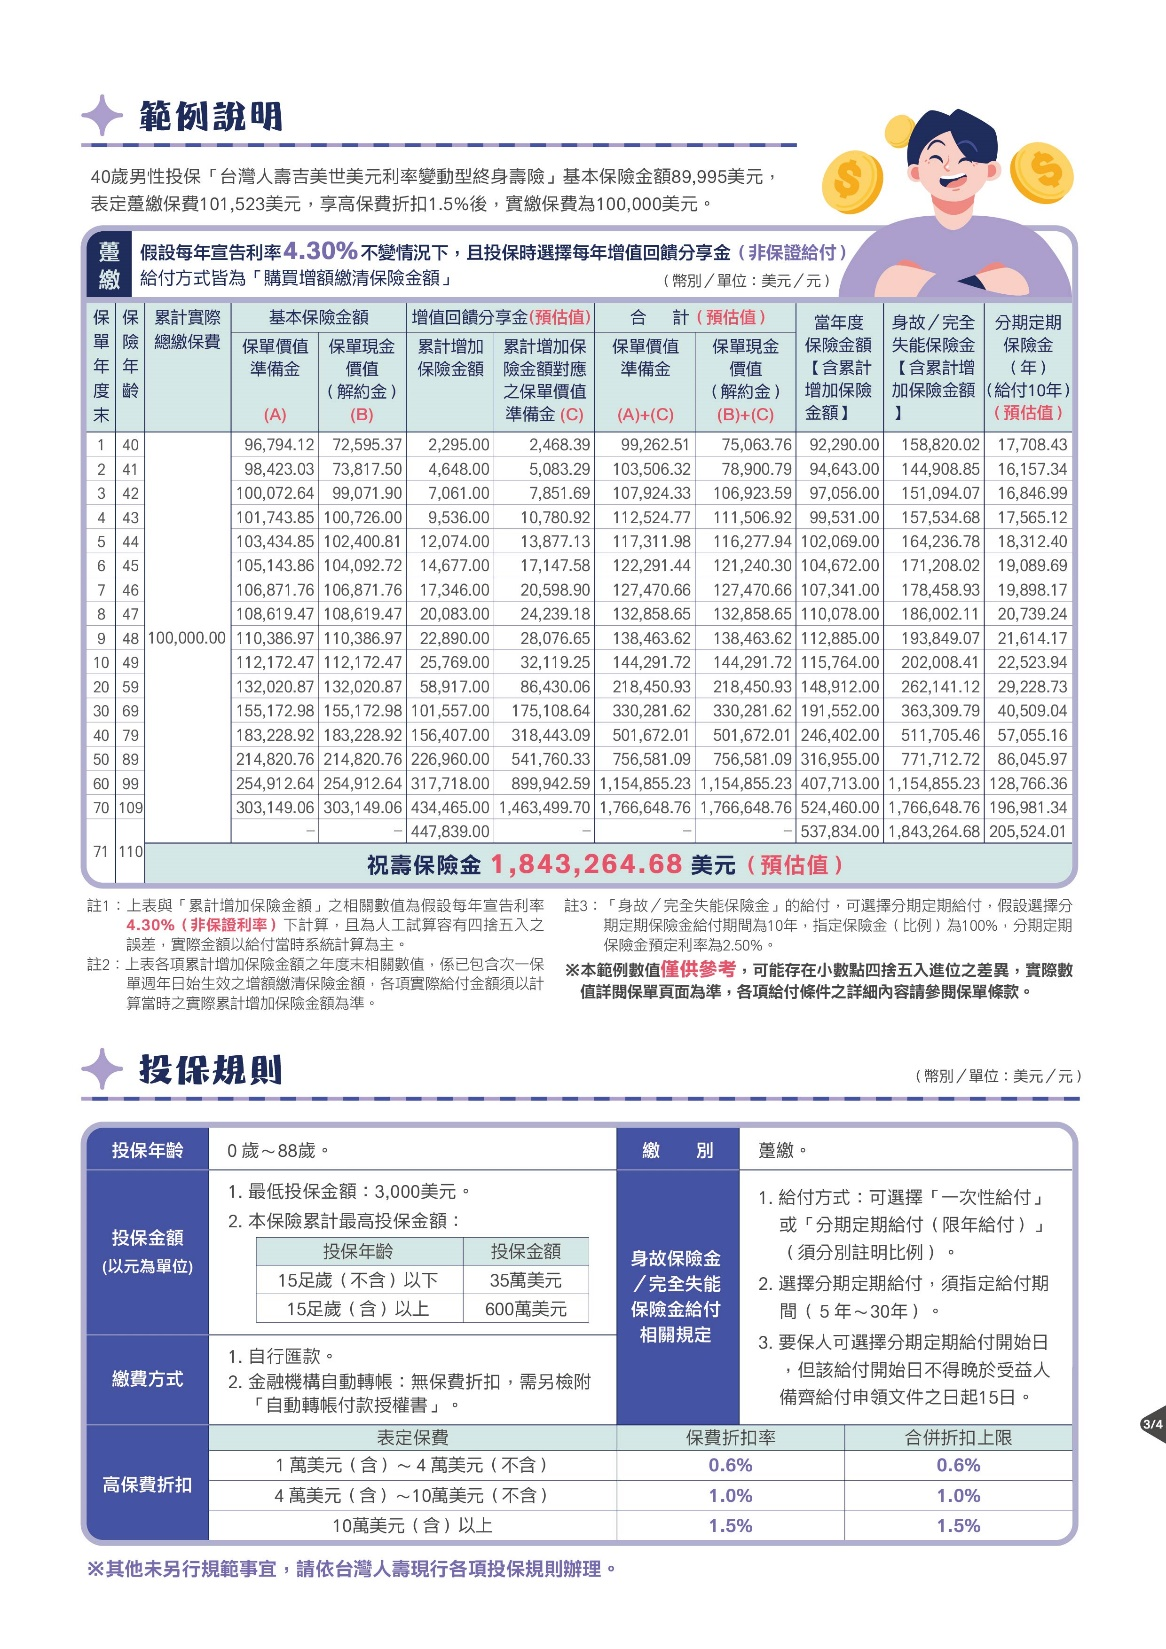 範例說明
40歲男性投保「台灣人壽吉美世美元利率變動型終身壽險」基本保險金額89,995美元，
表定躉繳保費101,523美元，享高保費折扣1.5%後，實繳保費為100,000美元。
躉繳
假設每年宣告利率4.30%不變情況下，且投保時選擇每年增值回饋分享金（非保證給付）
給付方式皆為「購買增額繳清保險金額」
（幣別／單位：美元／元）
保單年度末 保險年齡 累計實際總繳保費 基本保險金額 增值回饋分享金(預估值) 合 計（預估值） 當年度保險金額【含累計增加保險金額】 身故／完全失能保險金【含累計增加保險金額】 分期定期保險金（年）(給付10年)（預估值）
保單價值準備金 (A) 保單現金價值（解約金）(B) 累計增加保險金額 累計增加保險金額對應之保單價值準備金 (C) 保單價值準備金 (A)+(C) 保單現金價值（解約金）(B)+(C)
1 40 96,794.12 72,595.37 2,295.00 2,468.39 99,262.51 75,063.76 92,290.00 158,820.02 17,708.43
2 41 98,423.03 73,817.50 4,648.00 5,083.29 103,506.32 78,900.79 94,643.00 144,908.85 16,157.34
3 42 100,072.64 99,071.90 7,061.00 7,851.69 107,924.33 106,923.59 97,056.00 151,094.07 16,846.99
4 43 101,743.85 100,726.00 9,536.00 10,780.92 112,524.77 111,506.92 99,531.00 157,534.68 17,565.12
5 44 103,434.85 102,400.81 12,074.00 13,877.13 117,311.98 116,277.94 102,069.00 164,236.78 18,312.40
6 45 105,143.86 104,092.72 14,677.00 17,147.58 122,291.44 121,240.30 104,672.00 171,208.02 19,089.69
7 46 106,871.76 106,871.76 17,346.00 20,598.90 127,470.66 127,470.66 107,341.00 178,458.93 19,898.17
8 47 108,619.47 108,619.47 20,083.00 24,239.18 132,858.65 132,858.65 110,078.00 186,002.11 20,739.24
9 48 100,000.00 110,386.97 110,386.97 22,890.00 28,076.65 138,463.62 138,463.62 112,885.00 193,849.07 21,614.17
10 49 112,172.47 112,172.47 25,769.00 32,119.25 144,291.72 144,291.72 115,764.00 202,008.41 22,523.94
20 59 132,020.87 132,020.87 58,917.00 86,430.06 218,450.93 218,450.93 148,912.00 262,141.12 29,228.73
30 69 155,172.98 155,172.98 101,557.00 175,108.64 330,281.62 330,281.62 191,552.00 363,309.79 40,509.04
40 79 183,228.92 183,228.92 156,407.00 318,443.09 501,672.01 501,672.01 246,402.00 511,705.46 57,055.16
50 89 214,820.76 214,820.76 226,960.00 541,760.33 756,581.09 756,581.09 316,955.00 771,712.72 86,045.97
60 99 254,912.64 254,912.64 317,718.00 899,942.59 1,154,855.23 1,154,855.23 407,713.00 1,154,855.23 128,766.36
70 109 303,149.06 303,149.06 434,465.00 1,463,499.70 1,766,648.76 1,766,648.76 524,460.00 1,766,648.76 196,981.34
71 110 – – 447,839.00 – – – 537,834.00 1,843,264.68 205,524.01
祝壽保險金 1,843,264.68 美元（預估值）
註1：上表與「累計增加保險金額」之相關數值為假設每年宣告利率
4.30%（非保證利率）下計算，且為人工試算容有四捨五入之
誤差，實際金額以給付當時系統計算為主。
註2：上表各項累計增加保險金額之年度末相關數值，係已包含次一保
單週年日始生效之增額繳清保險金額，各項實際給付金額須以計
算當時之實際累計增加保險金額為準。
註3：「身故／完全失能保險金」的給付，可選擇分期定期給付，假設選擇分
期定期保險金給付期間為10年，指定保險金（比例）為100%，分期定期
保險金預定利率為2.50%。
※本範例數值僅供參考，可能存在小數點四捨五入進位之差異，實際數
值詳閱保單頁面為準，各項給付條件之詳細內容請參閱保單條款。
投保規則
（幣別／單位：美元／元）
投保年齡
0 歲～88歲。
繳 別
躉繳。
投保金額
(以元為單位)
1. 最低投保金額：3,000美元。
2. 本保險累計最高投保金額：
投保年齡 投保金額
15足歲（不含）以下 35萬美元
15足歲（含）以上 600萬美元
身故保險金
／完全失能
保險金給付
相關規定
1. 給付方式：可選擇「一次性給付」
或「分期定期給付（限年給付）」
（須分別註明比例）。
2. 選擇分期定期給付，須指定給付期
間（ 5 年～30年）。
3. 要保人可選擇分期定期給付開始日
，但該給付開始日不得晚於受益人
備齊給付申領文件之日起15日。
繳費方式
1. 自行匯款。
2. 金融機構自動轉帳：無保費折扣，需另檢附
「自動轉帳付款授權書」。
高保費折扣
表定保費 保費折扣率 合併折扣上限
1 萬美元（含）～ 4 萬美元（不含） 0.6% 0.6%
4 萬美元（含）～10萬美元（不含） 1.0% 1.0%
10萬美元（含）以上 1.5% 1.5%
※其他未另行規範事宜，請依台灣人壽現行各項投保規則辦理。
3/4